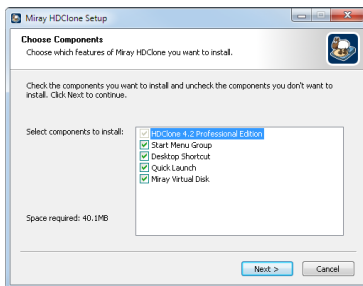 Miray HDClone Setup
Choose Components
Choose which features of Miray HDClone you want to install.
Check the components you want to install and uncheck the components you don't want to
install. Click Next to continue.
Select components to install:
HDClone 4.2 Professional Edition
Start Menu Group
Desktop Shortcut
Quick Launch
Miray Virtual Disk
Space required: 40.1MB
Next >
Cancel